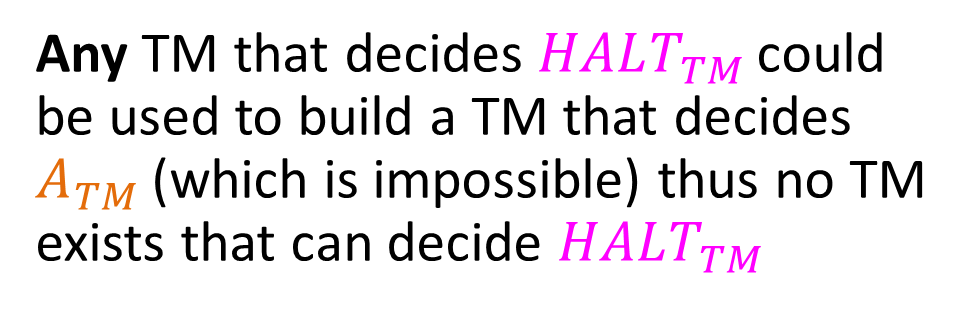 Any TM that decides HALT_TM could
be used to build a TM that decides
A_TM (which is impossible) thus no TM
exists that can decide HALT_TM